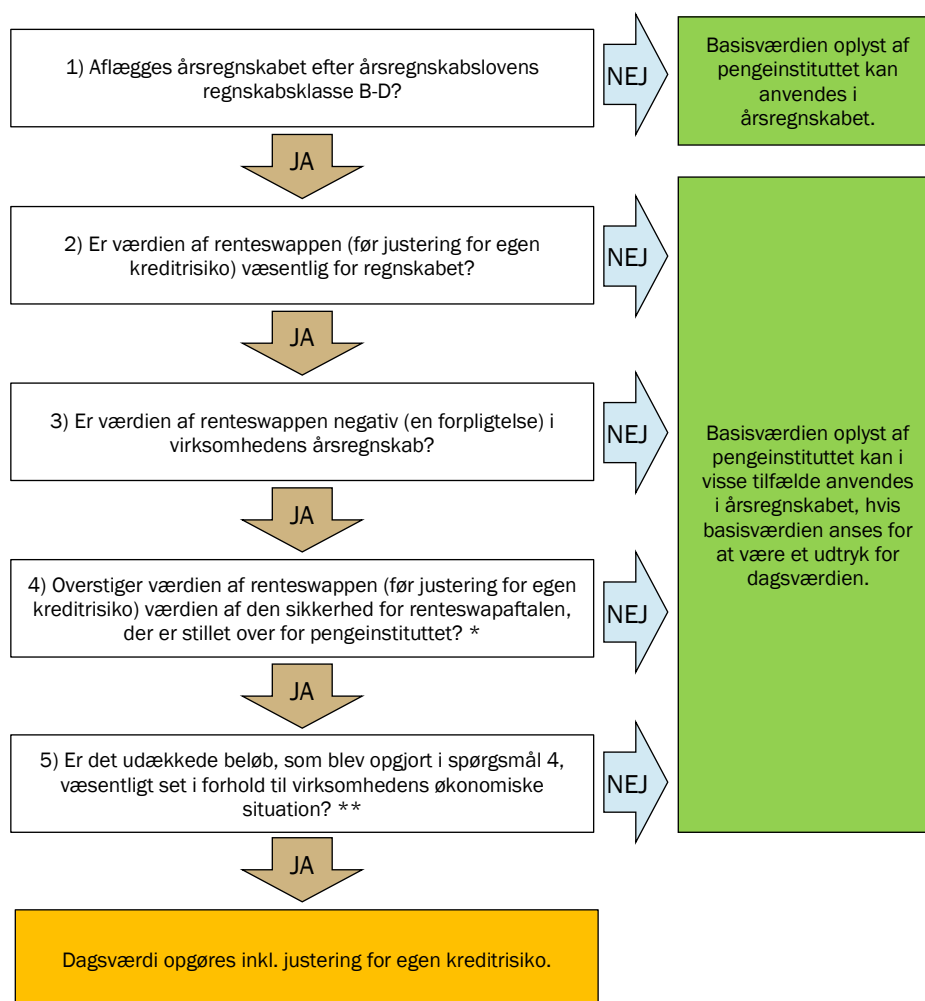 1) Aflægges årsregnskabet efter årsregnskabslovens
regnskabsklasse B-D?
NEJ
Basisværdien oplyst af
pengeinstituttet kan
anvendes i
årsregnskabet.
JA
2) Er værdien af renteswappen (før justering for egen
kreditrisiko) væsentlig for regnskabet?
NEJ
JA
3) Er værdien af renteswappen negativ (en forpligtelse) i
virksomhedens årsregnskab?
NEJ
Basisværdien oplyst af
pengeinstituttet kan i
visse tilfælde anvendes
i årsregnskabet, hvis
basisværdien anses for
at være et udtryk for
dagsværdien.
JA
4) Overstiger værdien af renteswappen (før justering for egen
kreditrisiko) værdien af den sikkerhed for renteswapaftalen,
der er stillet over for pengeinstituttet? *
NEJ
JA
5) Er det udækkede beløb, som blev opgjort i spørgsmål 4,
væsentligt set i forhold til virksomhedens økonomiske
situation? **
NEJ
JA
Dagsværdi opgøres inkl. justering for egen kreditrisiko.